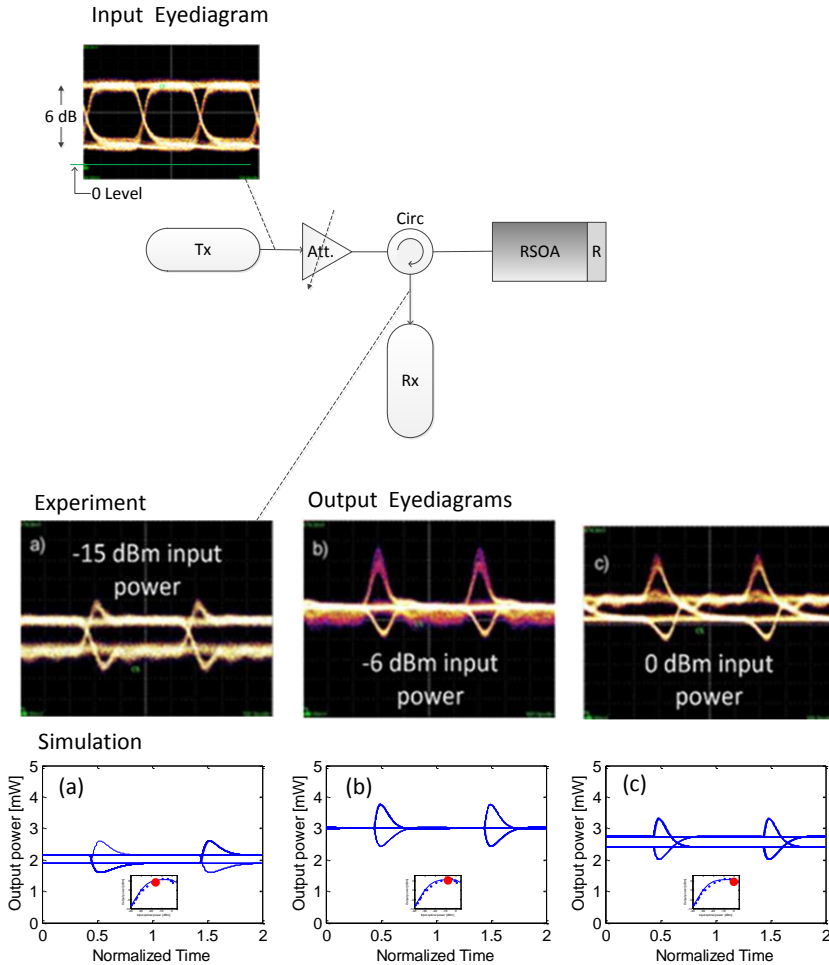 Input Eyediagram
6 dB
0 Level
Tx
Att.
Circ
RSOA
R
Rx
Experiment
Output Eyediagrams
a)
-15 dBm input
power
b)
-6 dBm input
power
c)
0 dBm input
power
Simulation
(a)
Output power [mW]
5
4
3
2
1
0
0
0.5
1
1.5
2
Normalized Time
(b)
Output power [mW]
5
4
3
2
1
0
0
0.5
1
1.5
2
Normalized Time
(c)
Output power [mW]
5
4
3
2
1
0
0
0.5
1
1.5
2
Normalized Time